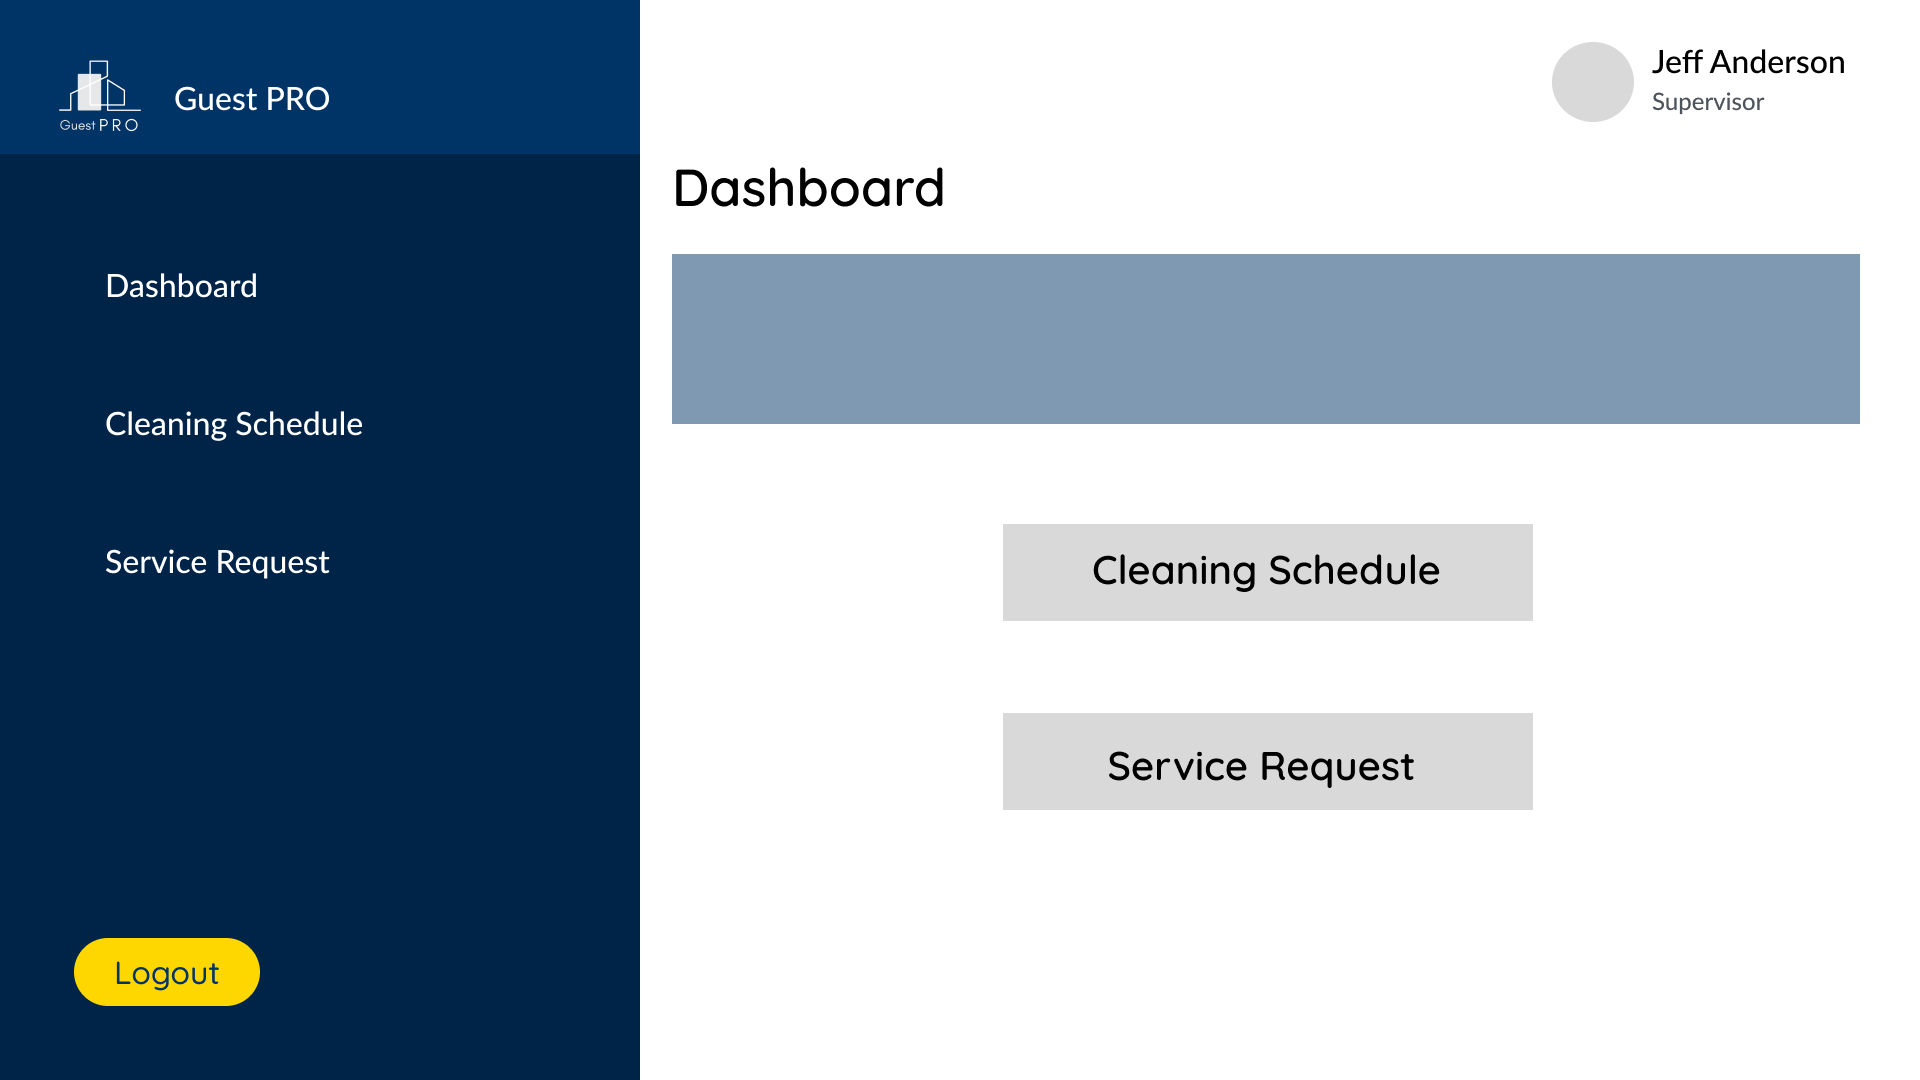 Guest PRO
Guest PRO
Dashboard
Cleaning Schedule
Service Request
Logout
Jeff Anderson
Supervisor
Dashboard
Cleaning Schedule
Service Request